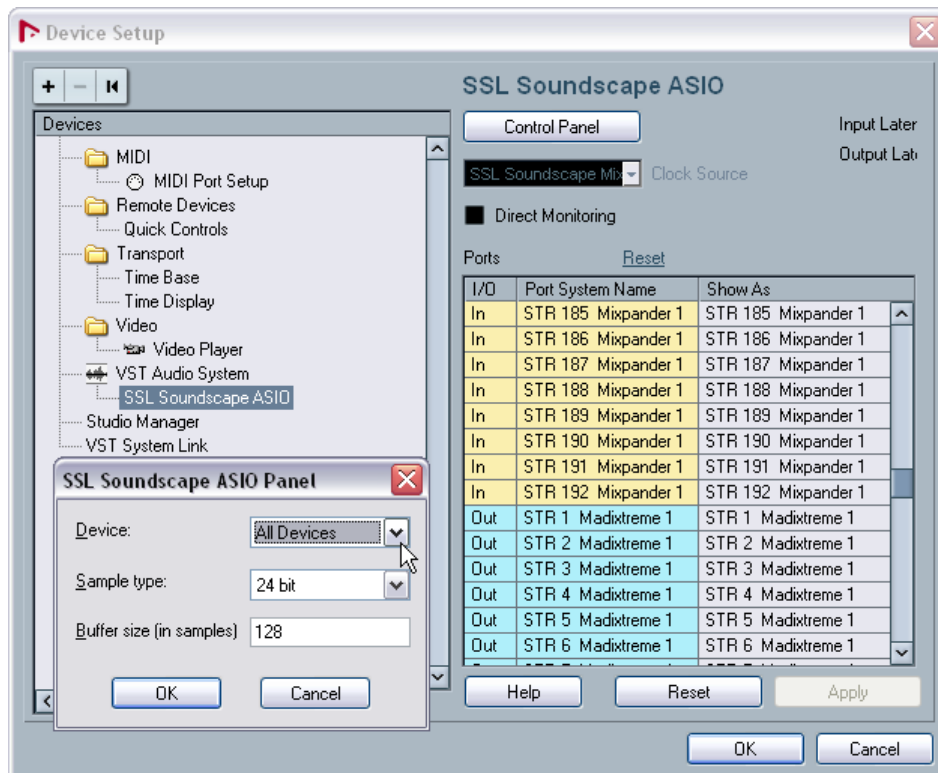 Device Setup
SSL Soundscape ASIO
Devices
Control Panel
Input Later
Output Lat
MIDI
MIDI Port Setup
SSL Soundscape Mix
Clock Source
Remote Devices
Quick Controls
Direct Monitoring
Transport
Time Base
Time Display
Video
Video Player
VST Audio System
SSL Soundscape ASIO
Studio Manager
VST System Link
Ports Reset
I/O Port System Name Show As
In STR 185 Mixpander 1 STR 185 Mixpander 1
In STR 186 Mixpander 1 STR 186 Mixpander 1
In STR 187 Mixpander 1 STR 187 Mixpander 1
In STR 188 Mixpander 1 STR 188 Mixpander 1
In STR 189 Mixpander 1 STR 189 Mixpander 1
In STR 190 Mixpander 1 STR 190 Mixpander 1
In STR 191 Mixpander 1 STR 191 Mixpander 1
In STR 192 Mixpander 1 STR 192 Mixpander 1
Out STR 1 Madixtreme 1 STR 1 Madixtreme 1
Out STR 2 Madixtreme 1 STR 2 Madixtreme 1
Out STR 3 Madixtreme 1 STR 3 Madixtreme 1
Out STR 4 Madixtreme 1 STR 4 Madixtreme 1
Out STR 5 Madixtreme 1 STR 5 Madixtreme 1
Out STR 6 Madixtreme 1 STR 6 Madixtreme 1
SSL Soundscape ASIO Panel
Device: All Devices
Sample type: 24 bit
Buffer size (in samples) 128
OK Cancel
Help Reset Apply
OK Cancel